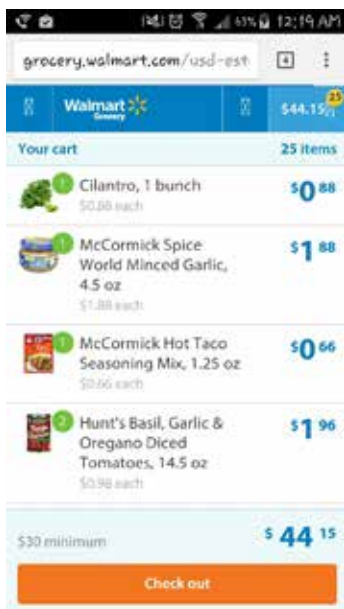 63% 12:19 AM
grocery.walmart.com/usd-est 4
Walmart $44.15 25
Grocery
Your cart 25 items
1 Cilantro, 1 bunch $0 88
$0.88 each
1 McCormick Spice $1 88
World Minced Garlic,
4.5 oz
$1.88 each
1 McCormick Hot Taco $0 66
Seasoning Mix, 1.25 oz
$0.66 each
2 Hunt's Basil, Garlic & $1 96
Oregano Diced
Tomatoes, 14.5 oz
$0.98 each
$30 minimum $ 44 15
Check out